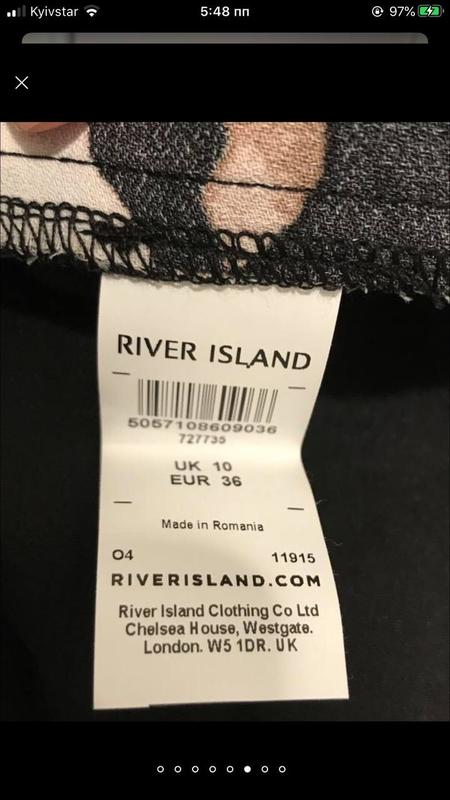 Kyivstar 5:48 пп 97%
RIVER ISLAND
5057108609036
727735
UK 10
EUR 36
Made in Romania
04 11915
RIVERISLAND.COM
River Island Clothing Co Ltd
Chelsea House, Westgate.
London. W5 1DR. UK